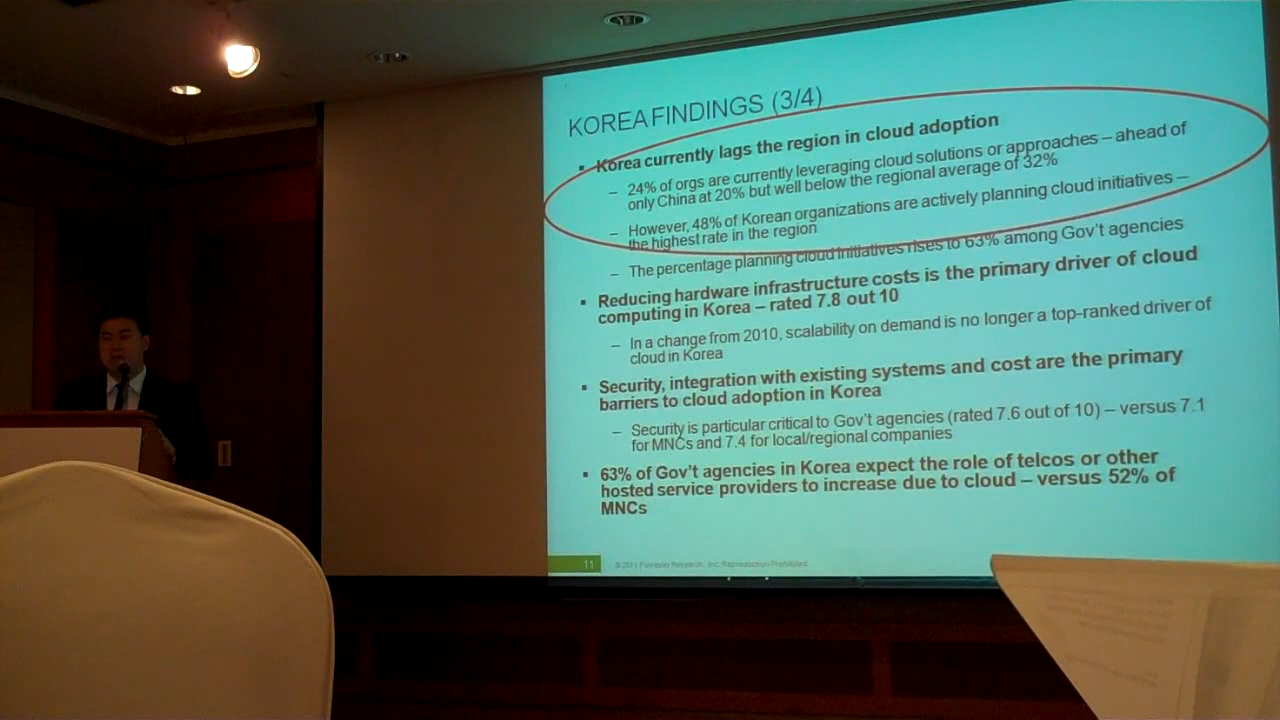 KOREA FINDINGS (3/4)
▪ Korea currently lags the region in cloud adoption
– 24% of orgs are currently leveraging cloud solutions or approaches – ahead of
only China at 20% but well below the regional average of 32%
– However, 48% of Korean organizations are actively planning cloud initiatives –
the highest rate in the region
– The percentage planning cloud initiatives rises to 63% among Gov't agencies
▪ Reducing hardware infrastructure costs is the primary driver of cloud
computing in Korea – rated 7.8 out 10
– In a change from 2010, scalability on demand is no longer a top-ranked driver of
cloud in Korea
▪ Security, integration with existing systems and cost are the primary
barriers to cloud adoption in Korea
– Security is particular critical to Gov't agencies (rated 7.6 out of 10) – versus 7.1
for MNCs and 7.4 for local/regional companies
▪ 63% of Gov't agencies in Korea expect the role of telcos or other
hosted service providers to increase due to cloud – versus 52% of
MNCs
11 © 2011 Forrester Research, Inc. Reproduction Prohibited